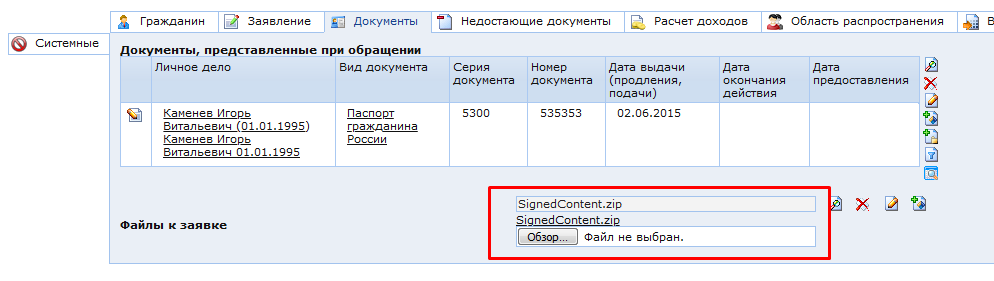 Гражданин Заявление Документы Недостающие документы Расчет доходов Область распространения В
Системные
Документы, представленные при обращении
Личное дело Вид документа Серия документа Номер документа Дата выдачи (продления, подачи) Дата окончания действия Дата предоставления
Каменев Игорь Витальевич (01.01.1995)
Каменев Игорь Витальевич 01.01.1995
Паспорт гражданина России
5300 535353 02.06.2015
SignedContent.zip
SignedContent.zip
Файлы к заявке
Обзор... Файл не выбран.